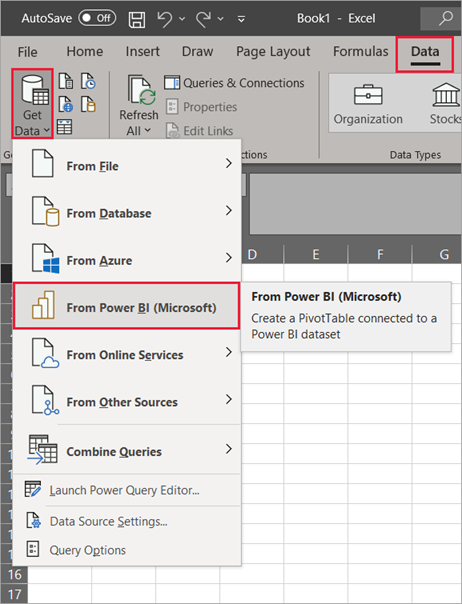 AutoSave Off Book1 - Excel
File Home Insert Draw Page Layout Formulas Data
Get
Data
Refresh
All
Queries & Connections
Properties
Edit Links
Organization
Stocks
Data Types
From File
From Database
From Azure
From Power BI (Microsoft)
From Online Services
From Other Sources
Combine Queries
Launch Power Query Editor...
Data Source Settings...
Query Options
From Power BI (Microsoft)
Create a PivotTable connected to a
Power BI dataset
D E F G
16
17